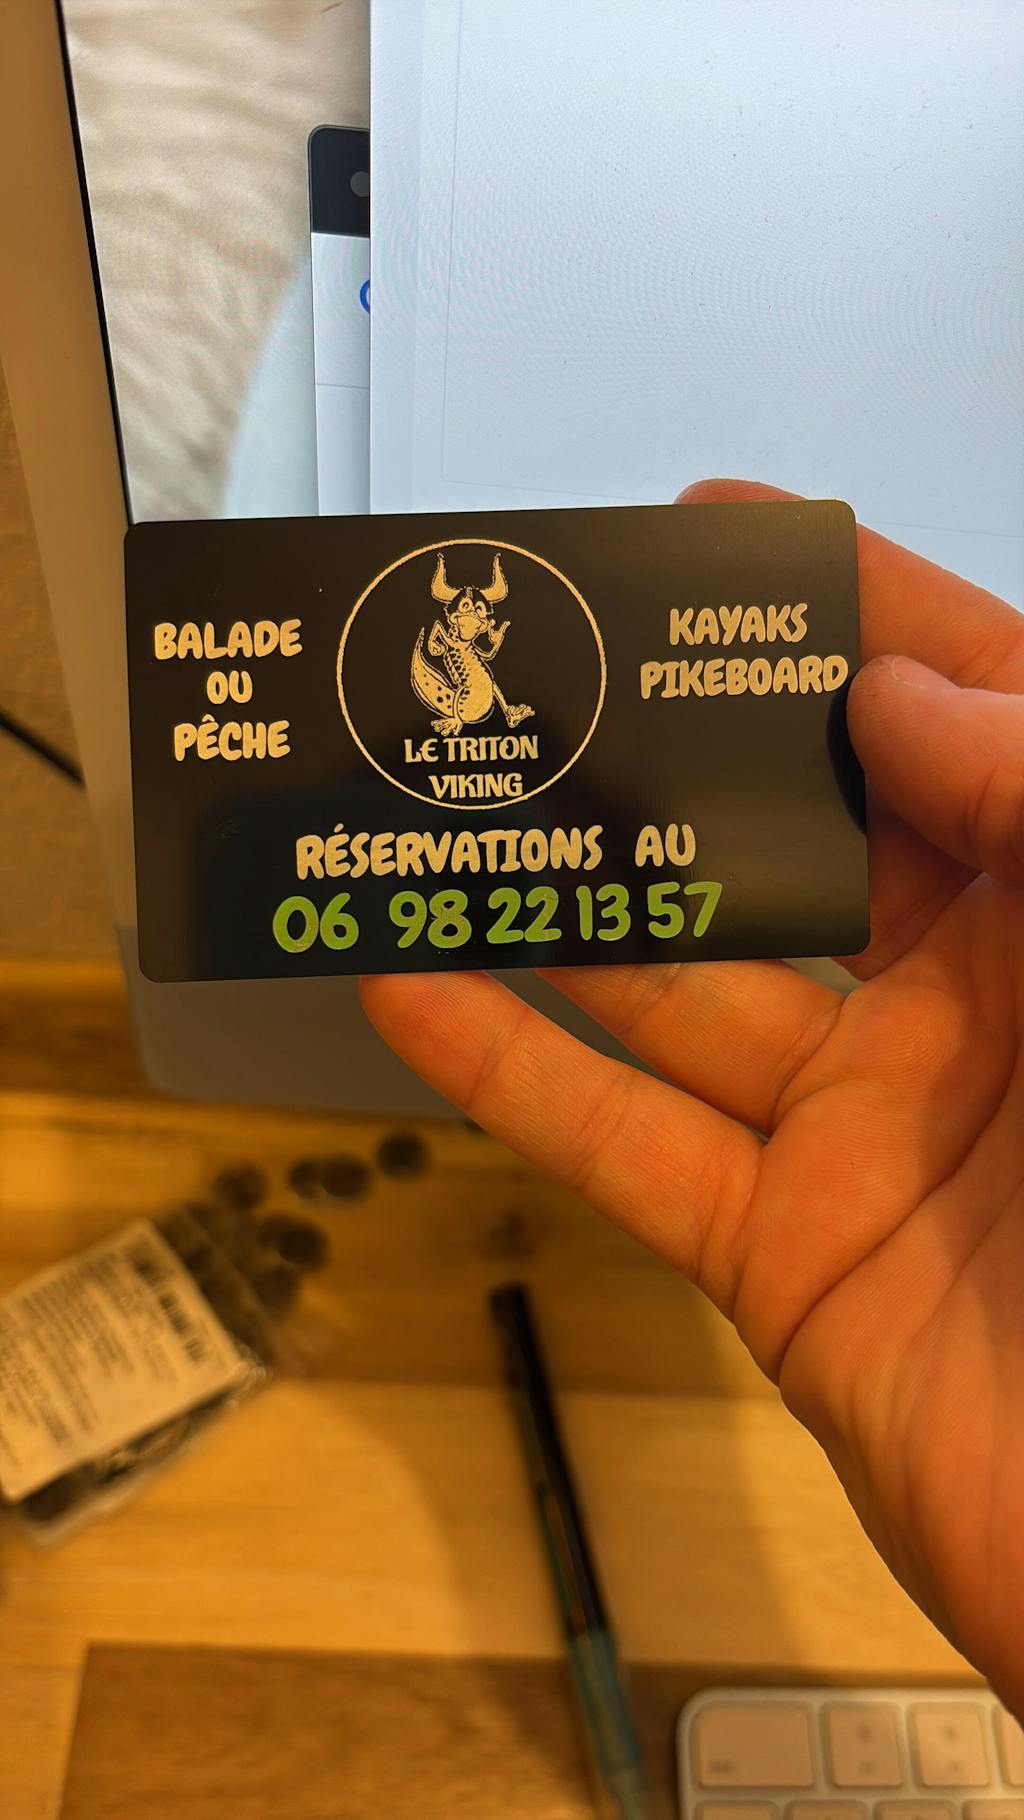 BALADE
OU
PÊCHE
LE TRITON
VIKING
KAYAKS
PIKEBOARD
RÉSERVATIONS AU
06 98 22 13 57